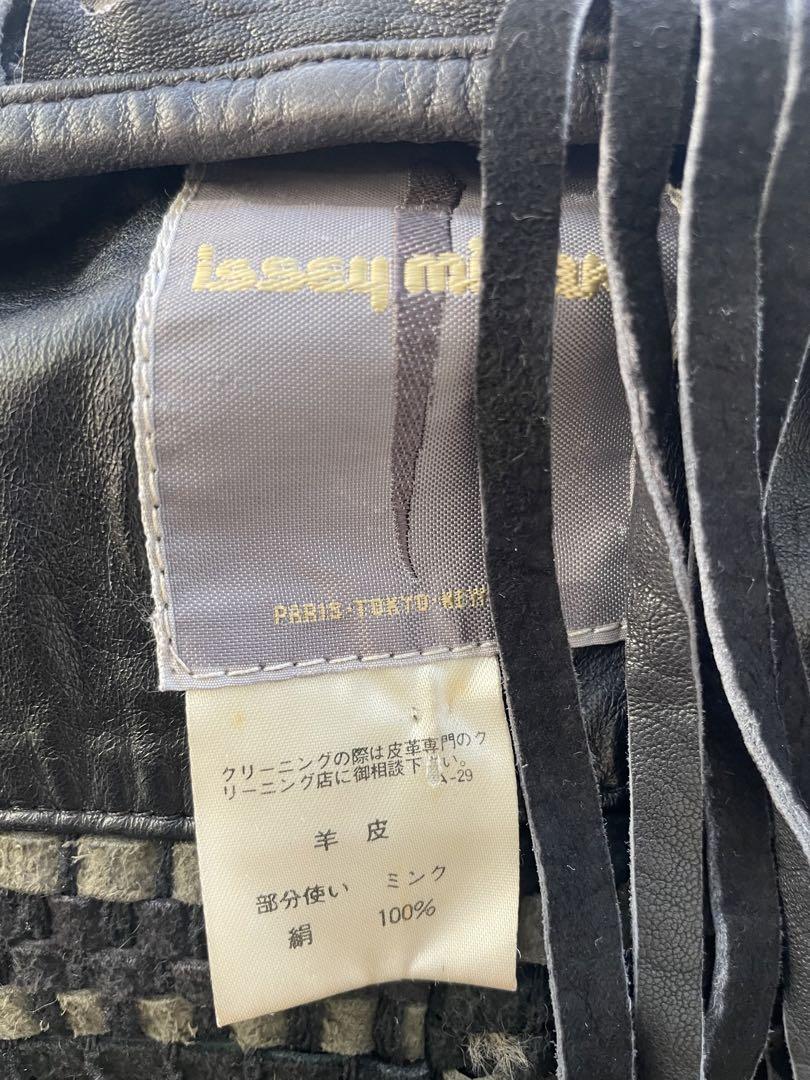 issey
PARIS·TOKYO·
クリーニングの際は皮革専門のク
リーニング店に御相談下さい。
A-29
羊 皮
部分使い ミンク
絹 100%